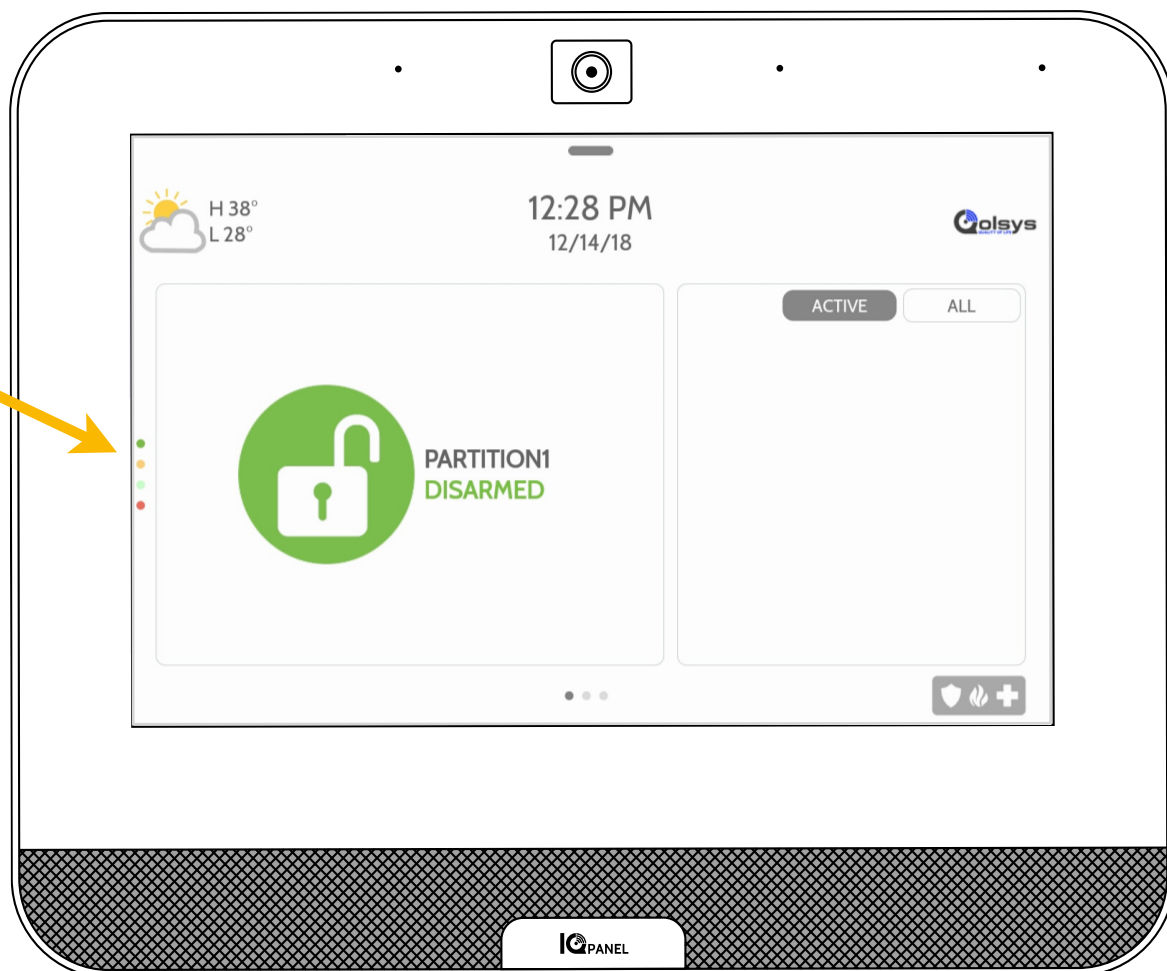 H 38°
L 28°
12:28 PM
12/14/18
Qolsys
ACTIVE
ALL
PARTITION1
DISARMED
IQ PANEL